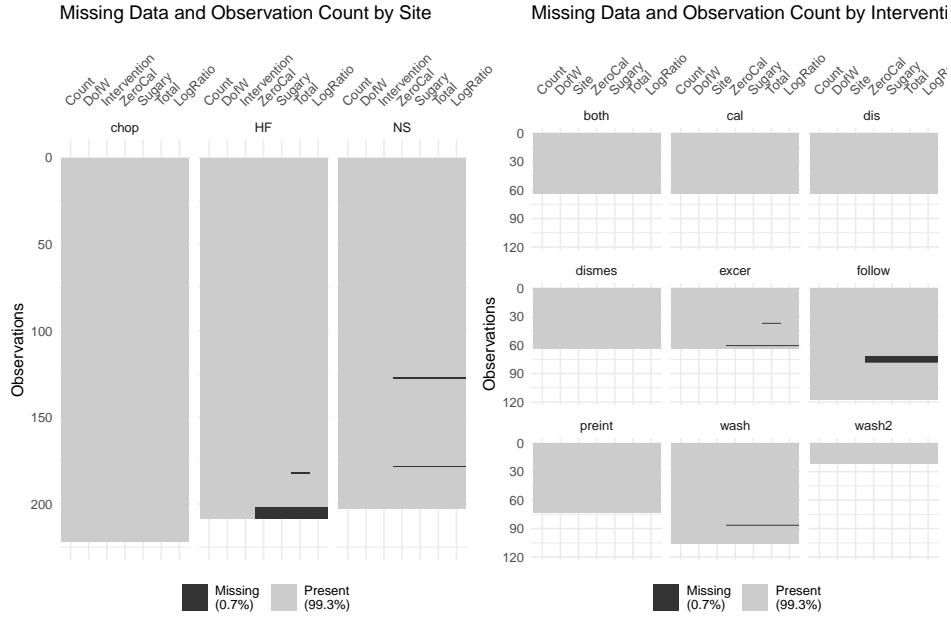 Missing Data and Observation Count by Site
Count
DofW
Intervention
ZeroCal
Sugary
Total
LogRatio
Count
DofW
Intervention
ZeroCal
Sugary
Total
LogRatio
Count
DofW
Intervention
ZeroCal
Sugary
Total
LogRatio
chop
HF
NS
0
50
100
150
200
Observations
Missing
(0.7%)
Present
(99.3%)
Missing Data and Observation Count by Interventi
Count
DofW
Site
ZeroCal
Sugary
Total
LogRatio
Count
DofW
Site
ZeroCal
Sugary
Total
LogRatio
Count
DofW
Site
ZeroCal
Sugary
Total
LogR
both
cal
dis
0
30
60
90
120
dismes
excer
follow
0
30
60
90
120
preint
wash
wash2
0
30
60
90
120
Observations
Missing
(0.7%)
Present
(99.3%)